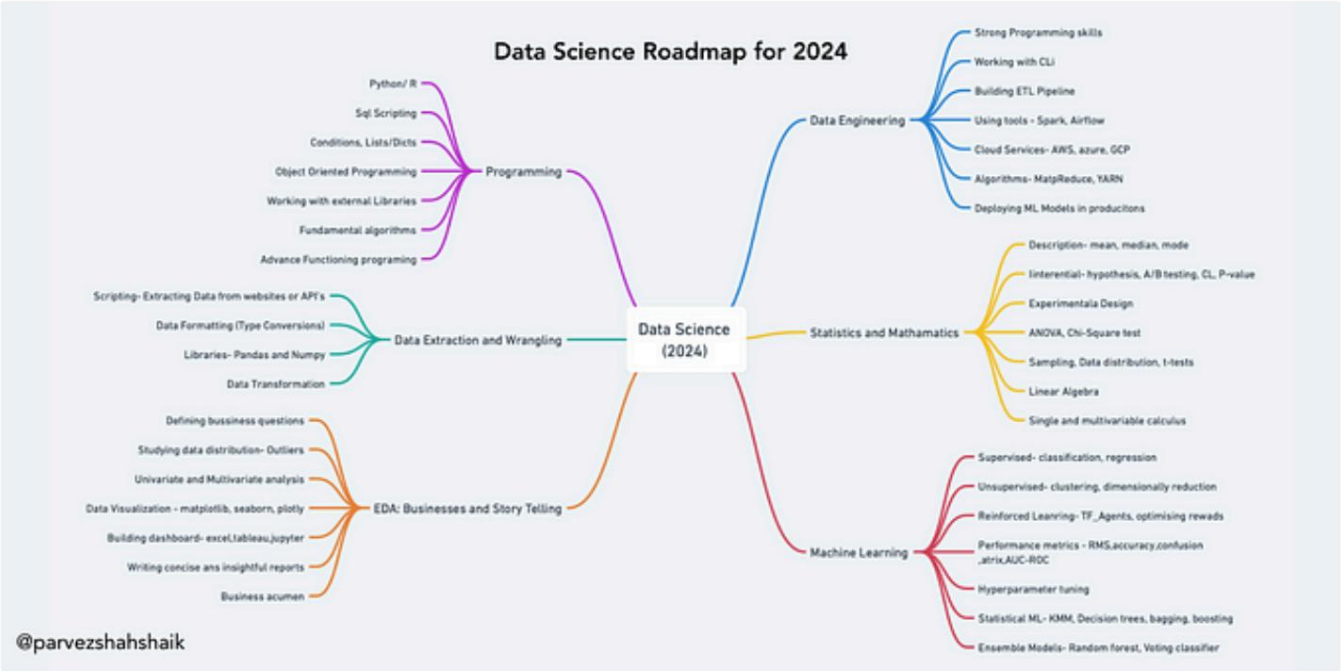 Data Science Roadmap for 2024
Python/ R
Sql Scripting
Conditions, Lists/Dicts
Object Oriented Programming
Working with external Libraries
Fundamental algorithms
Advance Functioning programing
Programming
Scripting- Extracting Data from websites or API's
Data Formatting (Type Conversions)
Libraries- Pandas and Numpy
Data Transformation
Data Extraction and Wrangling
Defining bussiness questions
Studying data distribution- Outliers
Univariate and Multivariate analysis
Data Visualization - matplotlib, seaborn, plotly
Building dashboard- excel,tableau,jupyter
Writing concise ans insightful reports
Business acumen
EDA: Businesses and Story Telling
Data Science
(2024)
Data Engineering
Strong Programming skills
Working with CLi
Building ETL Pipeline
Using tools - Spark, Airflow
Cloud Services- AWS, azure, GCP
Algorithms- MatpReduce, YARN
Deploying ML Models in producitons
Statistics and Mathamatics
Description- mean, median, mode
Iinterential- hypothesis, A/B testing, CL, P-value
Experimentala Design
ANOVA, Chi-Square test
Sampling, Data distribution, t-tests
Linear Algebra
Single and multivariable calculus
Machine Learning
Supervised- classification, regression
Unsupervised- clustering, dimensionally reduction
Reinforced Leanring- TF_Agents, optimising rewads
Performance metrics - RMS,accuracy,confusion
,atrix,AUC-ROC
Hyperparameter tuning
Statistical ML- KMM, Decision trees, bagging, boosting
Ensemble Models- Random forest, Voting classifier
@parvezshahshaik